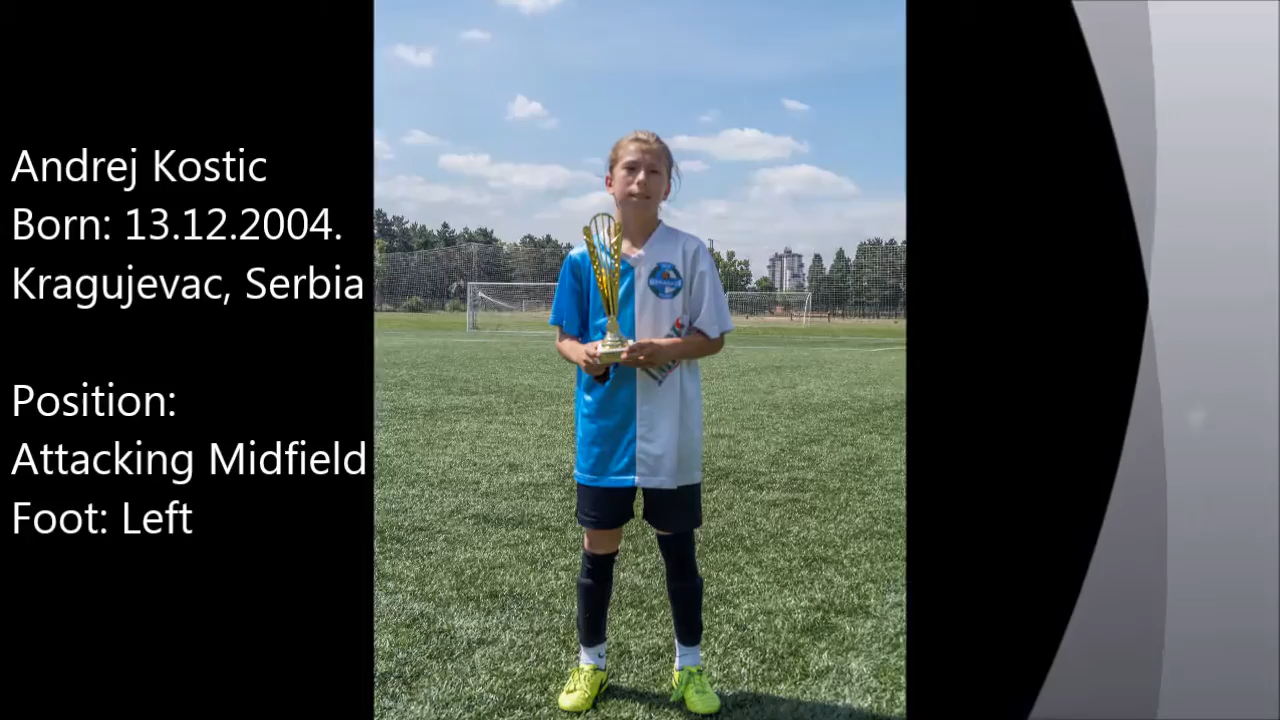 Andrej Kostic
Born: 13.12.2004.
Kragujevac, Serbia
Position:
Attacking Midfield
Foot: Left